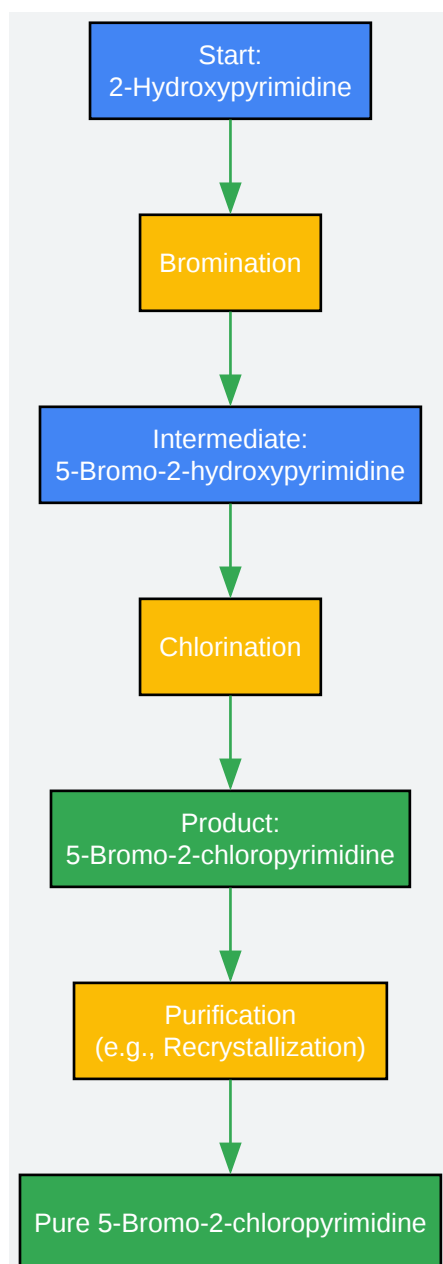 Start:
2-Hydroxypyrimidine
Bromination
Intermediate:
5-Bromo-2-hydroxypyrimidine
Chlorination
Product:
5-Bromo-2-chloropyrimidine
Purification
(e.g., Recrystallization)
Pure 5-Bromo-2-chloropyrimidine